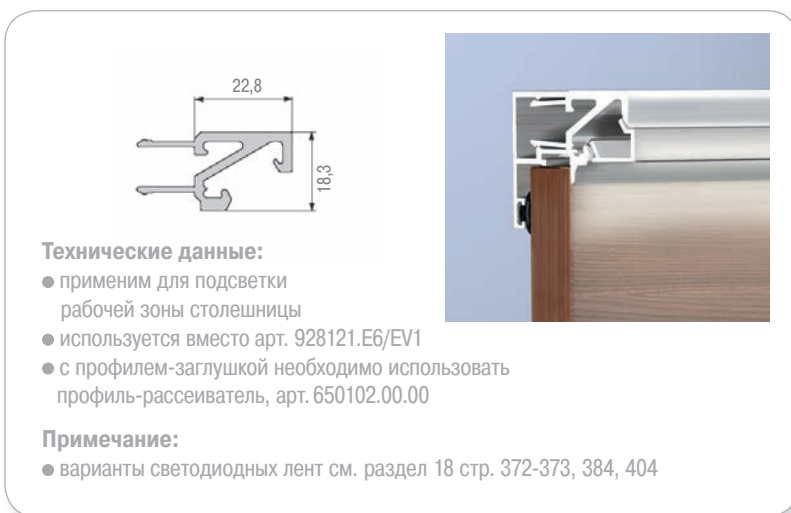 22,8
18,3
Технические данные:
● применим для подсветки
рабочей зоны столешницы
● используется вместо арт. 928121.E6/EV1
● с профилем-заглушкой необходимо использовать
профиль-рассеиватель, арт. 650102.00.00
Примечание:
● варианты светодиодных лент см. раздел 18 стр. 372-373, 384, 404